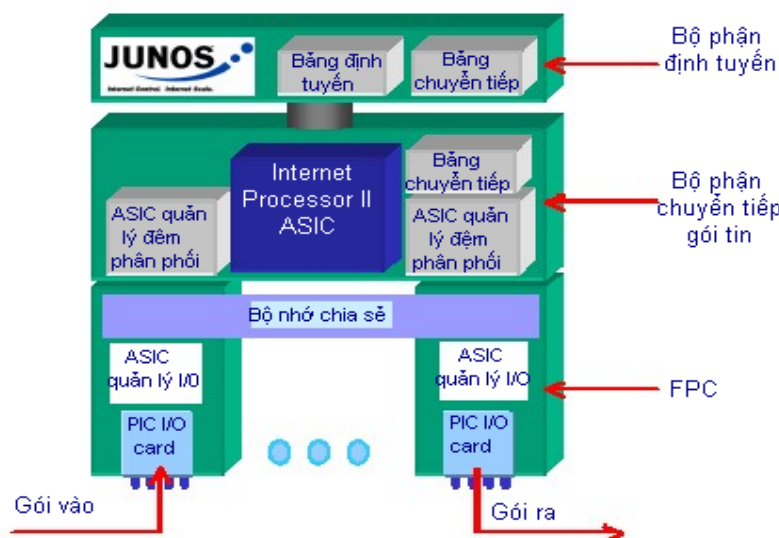 JUNOS
Internet Control. Internet Scale.
Bảng định
tuyến
Bảng
chuyển tiếp
Bộ phận
định tuyến
Internet
Processor II
ASIC
Bảng
chuyển tiếp
ASIC quản
lý đêm
phân phối
ASIC quản
lý đệm
phân phối
Bộ phận
chuyển tiếp
gói tin
Bộ nhớ chia sẻ
ASIC
quản lý I/0
ASIC
quản lý I/O
FPC
PIC I/O
card
PIC I/O
card
Gói vào
Gói ra